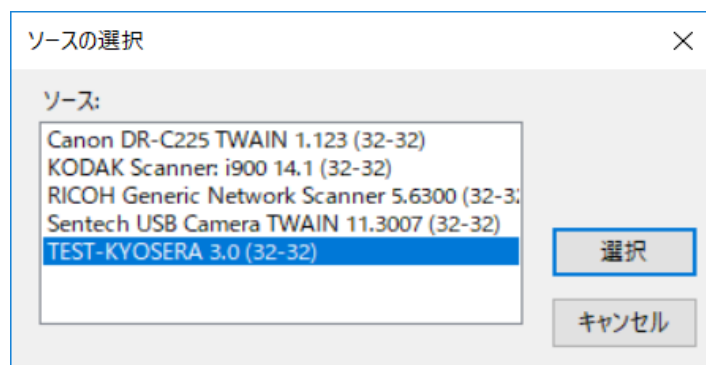 ソースの選択
ソース:
Canon DR-C225 TWAIN 1.123 (32-32)
KODAK Scanner: i900 14.1 (32-32)
RICOH Generic Network Scanner 5.6300 (32-3
Sentech USB Camera TWAIN 11.3007 (32-32)
TEST-KYOSERA 3.0 (32-32)
選択
キャンセル